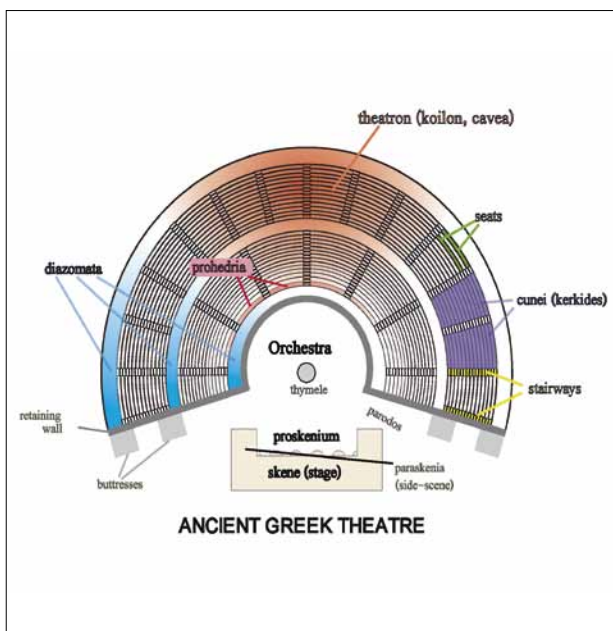 theatron (koilon, cavea)
seats
diazomata
prohedria
cunei (kerkides)
Orchestra
thymele
stairways
retaining
wall
parodos
proskenium
buttresses
skene (stage)
paraskenia
(side-scene)
ANCIENT GREEK THEATRE